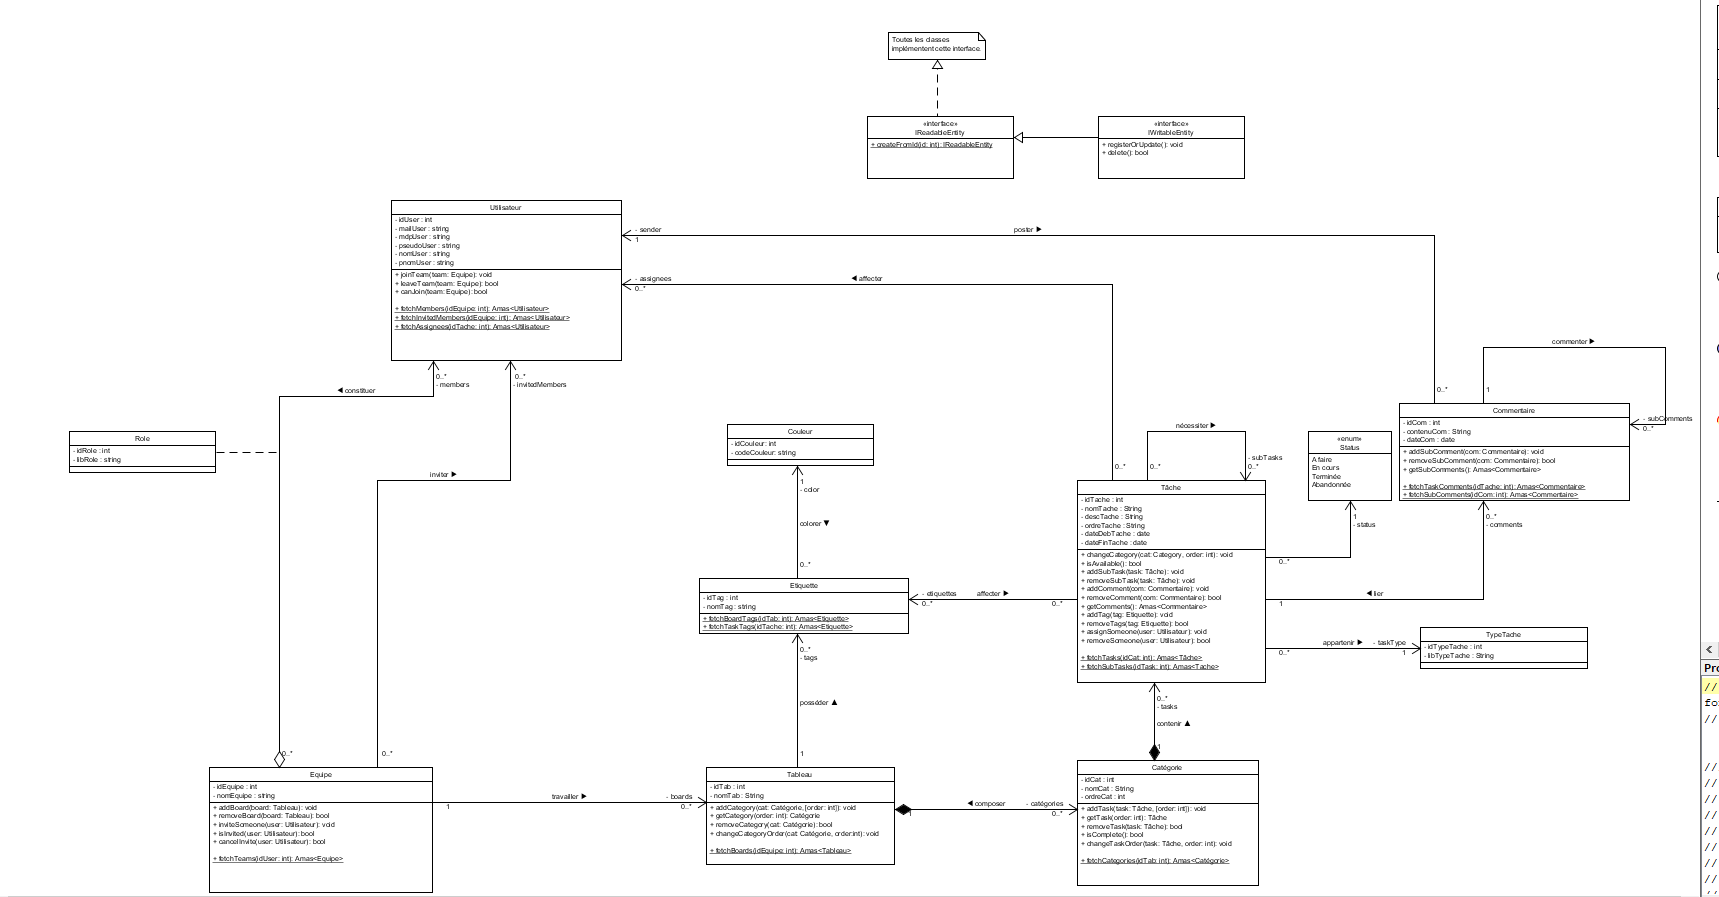 Toutes les classes
implémentent cette interface.
«interface»
IReadableEntity
+ createFromId(id: int): IReadableEntity
«interface»
IWritableEntity
+ registerOrUpdate(): void
+ delete(): bool
Utilisateur
- idUser : int
- mailUser : string
- mdpUser : string
- pseudoUser : string
- nomUser : string
- pnomUser : string
+ joinTeam(team: Equipe): void
+ leaveTeam(team: Equipe): bool
+ canJoin(team: Equipe): bool
+ fetchMembers(idEquipe: int): Amas<Utilisateur>
+ fetchInvitedMembers(idEquipe: int): Amas<Utilisateur>
+ fetchAssignees(idTache: int): Amas<Utilisateur>
- sender
1
poster ►
- assignees
0..*
◄ affecter
0..*
- members
0..*
- invitedMembers
◄ constituer
inviter ►
Role
- idRole : int
- libRole : string
Couleur
- idCouleur: int
- codeCouleur: string
1
- color
colorer ▼
0..*
nécessiter ►
0..*
0..*
- subTasks
0..*
«enum»
Status
A faire
En cours
Terminée
Abandonnée
1
- status
0..*
commenter ►
0..*
1
Commentaire
- idCom : int
- contenuCom : String
- dateCom : date
+ addSubComment(com: Commentaire): void
+ removeSubComment(com: Commentaire): bool
+ getSubComments(): Amas<Commentaire>
+ fetchTaskComments(idTache: int): Amas<Commentaire>
+ fetchSubComments(idCom: int): Amas<Commentaire>
- subComments
0..*
0..*
- comments
◄ lier
1
Tâche
- idTache : int
- nomTache : String
- descTache : String
- ordreTache : String
- dateDebTache : date
- dateFinTache : date
+ changeCategory(cat: Category, order: int): void
+ isAvailable(): bool
+ addSubTask(task: Tâche): void
+ removeSubTask(task: Tâche): void
+ addComment(com: Commentaire): void
+ removeComment(com: Commentaire): bool
+ getComments(): Amas<Commentaire>
+ addTag(tag: Etiquette): void
+ removeTags(tag: Etiquette): bool
+ assignSomeone(user: Utilisateur): void
+ removeSomeone(user: Utilisateur): bool
+ fetchTasks(idCat: int): Amas<Tâche>
+ fetchSubTasks(idTask: int): Amas<Tache>
Etiquette
- idTag : int
- nomTag : string
+ fetchBoardTags(idTab: int): Amas<Etiquette>
+ fetchTaskTags(idTache: int): Amas<Etiquette>
- etiquettes
0..*
affecter ►
0..*
0..*
- tags
posséder ▲
1
appartenir ►
- taskType
0..*
1
TypeTache
- idTypeTache : int
- libTypeTache : String
0..*
- tasks
contenir ▲
1
0..*
0..*
Equipe
- idEquipe : int
- nomEquipe : string
+ addBoard(board: Tableau): void
+ removeBoard(board: Tableau): bool
+ inviteSomeone(user: Utilisateur): void
+ isInvited(user: Utilisateur): bool
+ cancelInvite(user: Utilisateur): bool
+ fetchTeams(idUser: int): Amas<Equipe>
travailler ►
- boards
1
0..*
Tableau
- idTab : int
- nomTab : String
+ addCategory(cat: Catégorie,[order: int]): void
+ getCategory(order: int): Catégorie
+ removeCategory(cat: Catégorie): bool
+ changeCategoryOrder(cat: Catégorie, order:int): void
+ fetchBoards(idEquipe: int): Amas<Tableau>
◄ composer
- catégories
1
0..*
Catégorie
- idCat : int
- nomCat : String
- ordreCat : int
+ addTask(task: Tâche, [order: int]): void
+ getTask(order: int): Tâche
+ removeTask(task: Tâche): bool
+ isComplete(): bool
+ changeTaskOrder(task: Tâche, order: int): void
+ fetchCategories(idTab: int): Amas<Catégorie>
<
Pro
//
fo
//
//
//
//
//
//
//
//
//
//